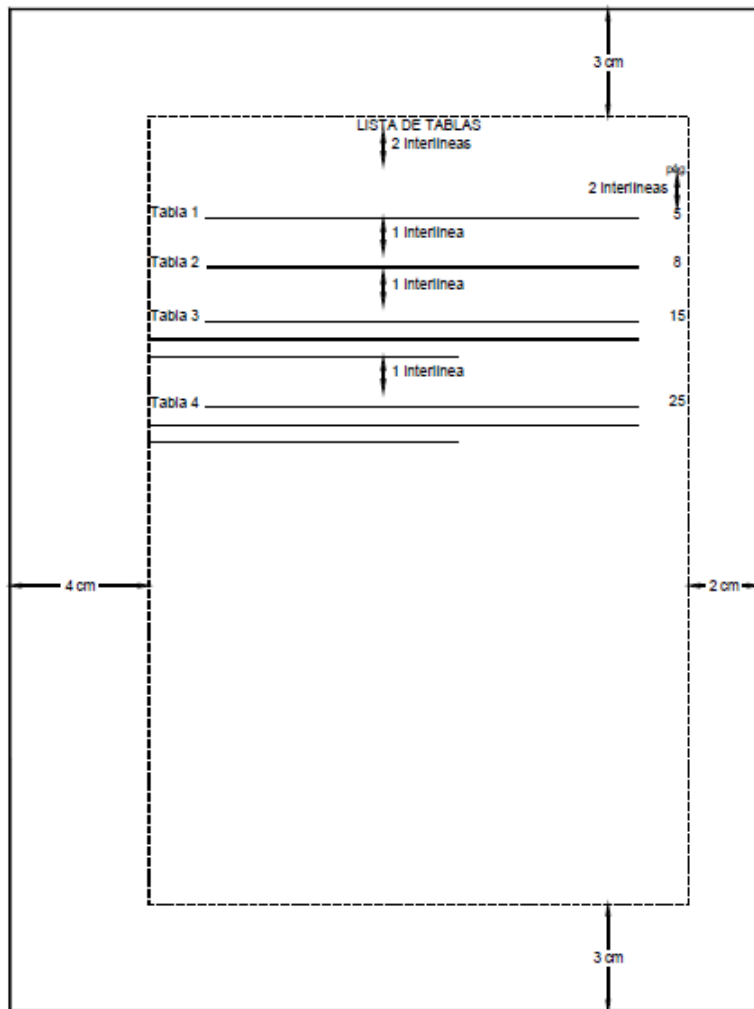 3 cm
LISTA DE TABLAS
2 interlineas
pág
2 interlineas
Tabla 1 5
1 interlinea
Tabla 2 8
1 interlinea
Tabla 3 15
1 interlinea
Tabla 4 25
4 cm
2 cm
3 cm